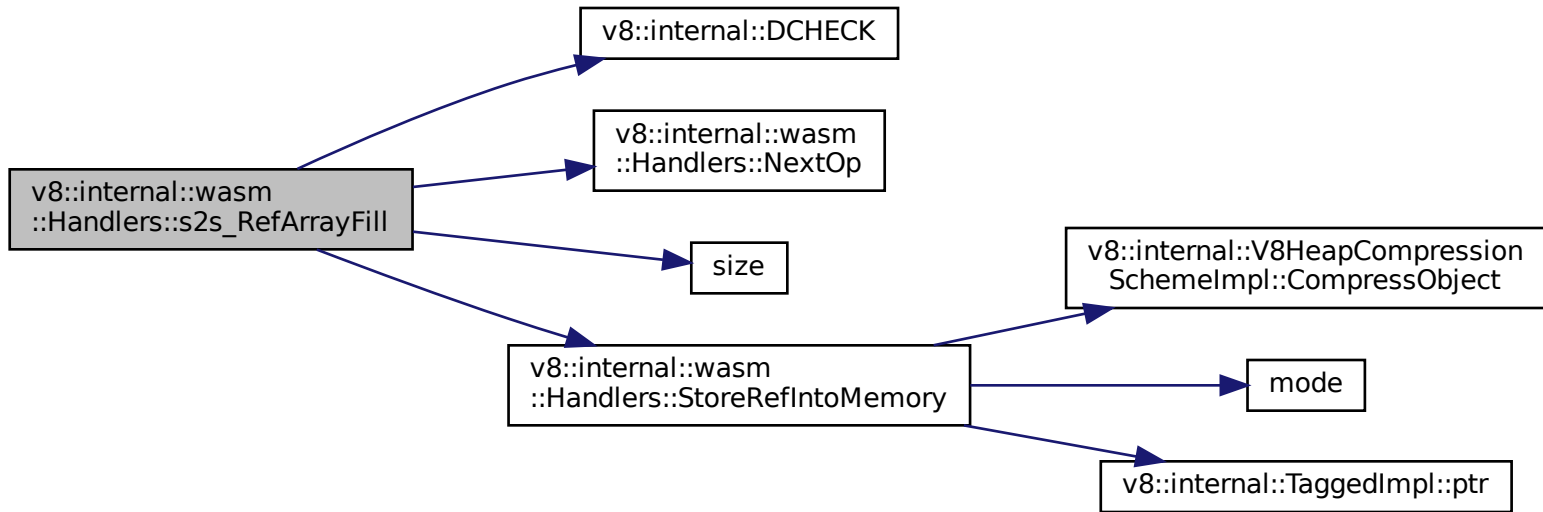 v8::internal::DCHECK
v8::internal::wasm
::Handlers::NextOp
v8::internal::wasm
::Handlers::s2s_RefArrayFill
size
v8::internal::V8HeapCompression
SchemeImpl::CompressObject
v8::internal::wasm
::Handlers::StoreRefIntoMemory
mode
v8::internal::TaggedImpl::ptr